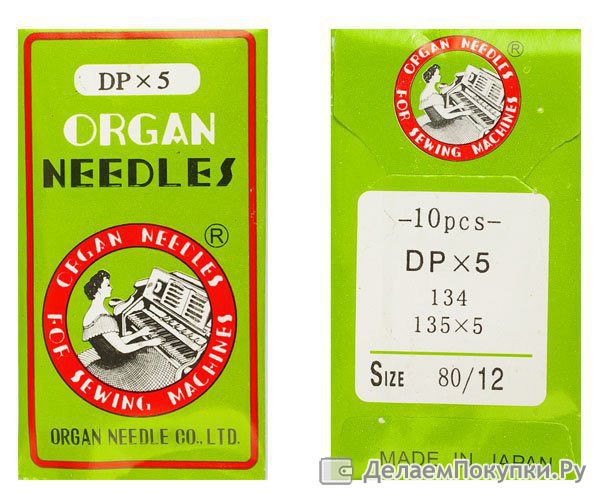 DP×5
ORGAN
NEEDLES
®
ORGAN NEEDLES
FOR SEWING MACHINES
ORGAN NEEDLE CO., LTD.
ORGAN NEEDLES
®
FOR SEWING MACHINES
-10pcs-
DP×5
134
135×5
SIZE 80/12
MADE IN JAPAN
ДелаемПокупки.Ру